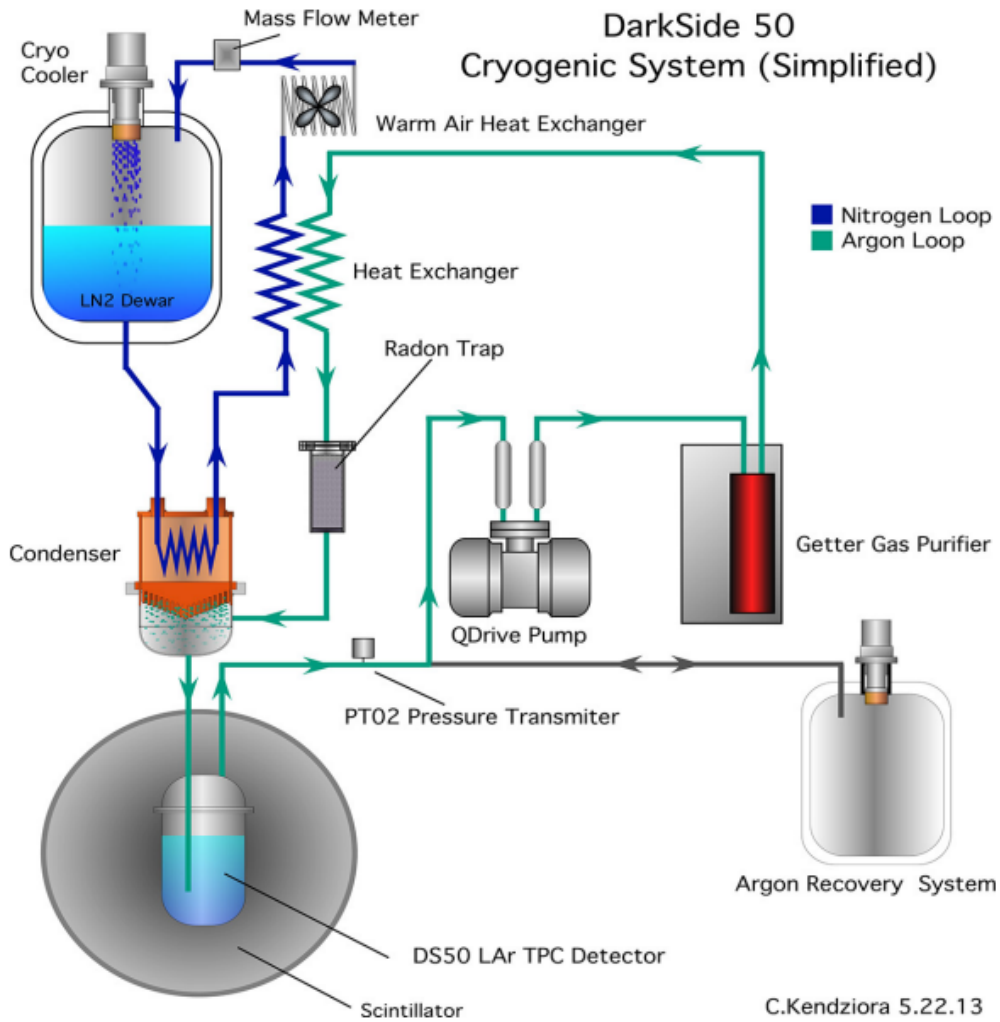 DarkSide 50
Cryogenic System (Simplified)
Mass Flow Meter
Cryo
Cooler
Warm Air Heat Exchanger
Nitrogen Loop
Argon Loop
Heat Exchanger
LN2 Dewar
Radon Trap
Condenser
Getter Gas Purifier
QDrive Pump
PT02 Pressure Transmiter
Argon Recovery System
DS50 LAr TPC Detector
Scintillator
C.Kendziora 5.22.13